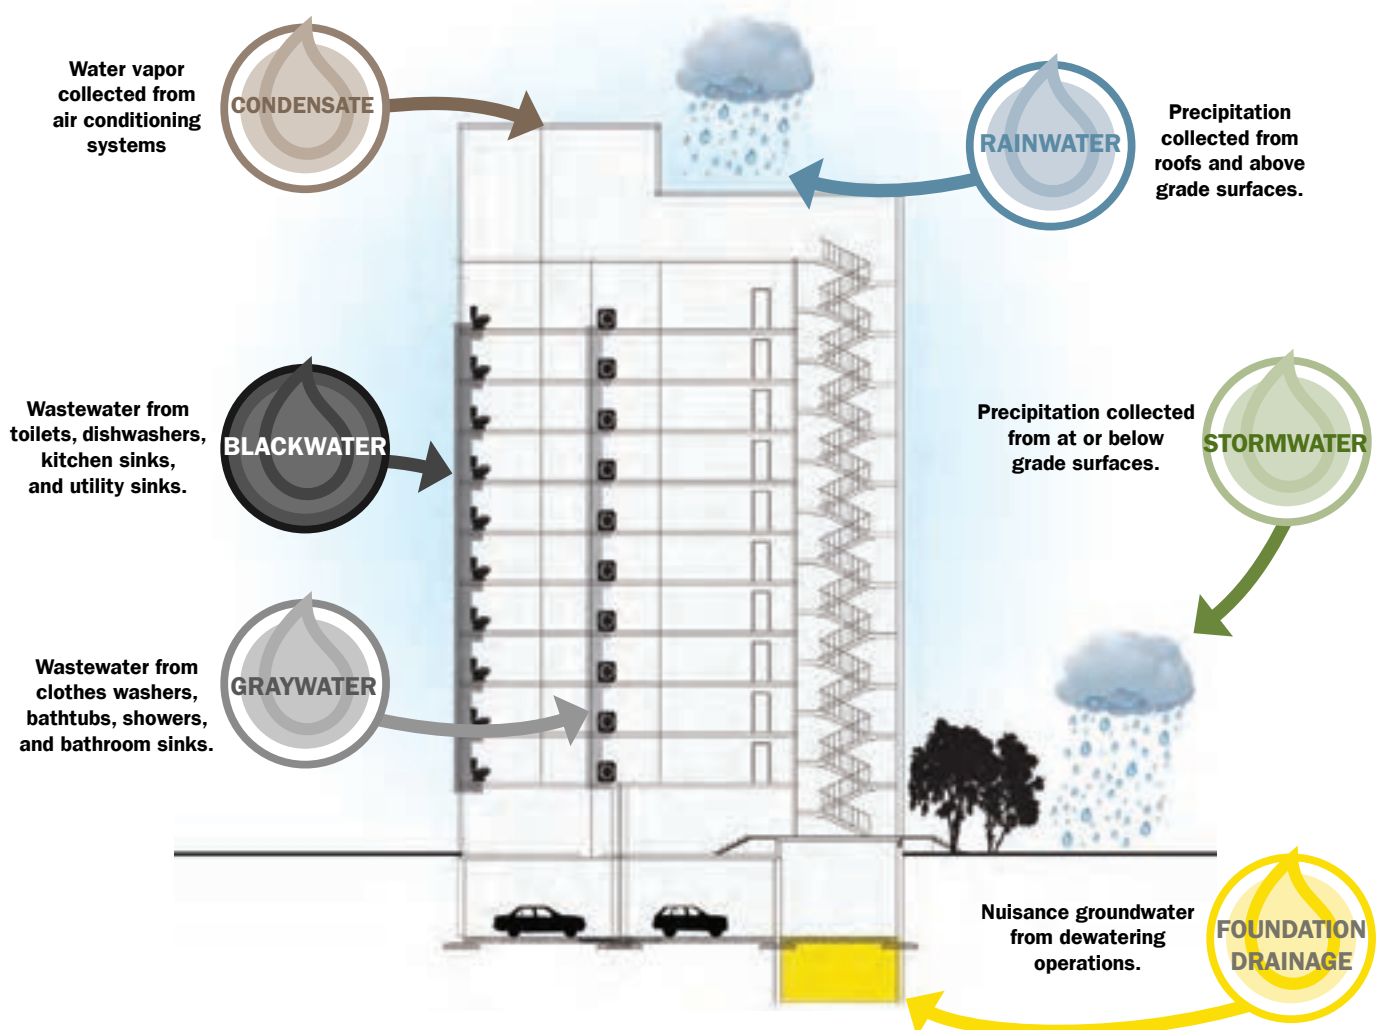 Water vapor
collected from
air conditioning
systems
CONDENSATE
RAINWATER
Precipitation
collected from
roofs and above
grade surfaces.
Wastewater from
toilets, dishwashers,
kitchen sinks,
and utility sinks.
BLACKWATER
Precipitation collected
from at or below
grade surfaces.
STORMWATER
Wastewater from
clothes washers,
bathtubs, showers,
and bathroom sinks.
GRAYWATER
Nuisance groundwater
from dewatering
operations.
FOUNDATION
DRAINAGE